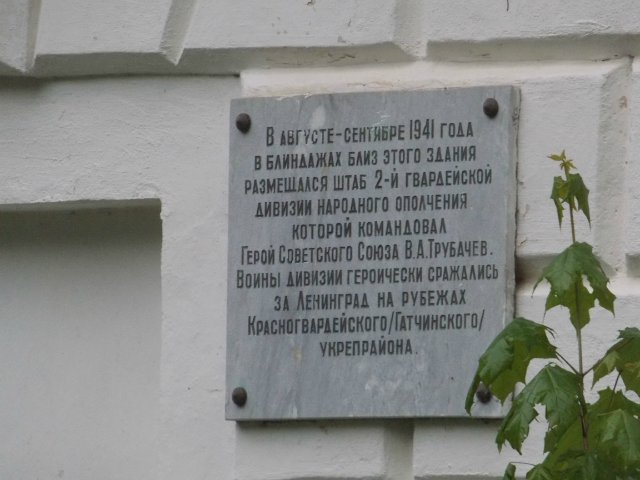 В августе-сентябре 1941 года
в блиндажах близ этого здания
размещался штаб 2-й гвардейской
дивизии народного ополчения
которой командовал
Герой Советского Союза В.А.Трубачев.
Воины дивизии героически сражались
за Ленинград на рубежах
Красногвардейского/Гатчинского/
укрепрайона.